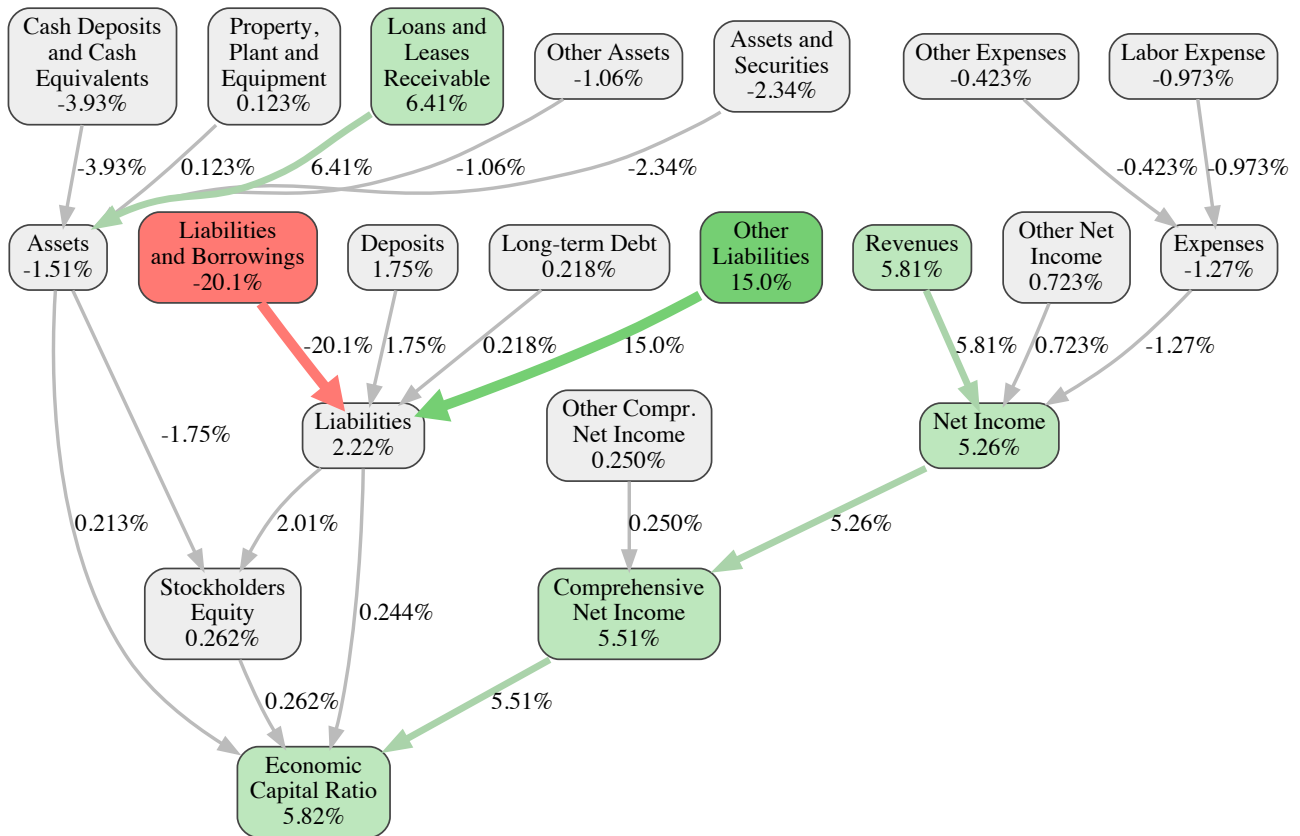 Cash Deposits
and Cash
Equivalents
-3.93%
Property,
Plant and
Equipment
0.123%
Loans and
Leases
Receivable
6.41%
Other Assets
-1.06%
Assets and
Securities
-2.34%
Other Expenses
-0.423%
Labor Expense
-0.973%
-3.93%
0.123%
6.41%
-1.06%
-2.34%
-0.423%
-0.973%
Assets
-1.51%
Liabilities
and Borrowings
-20.1%
Deposits
1.75%
Long-term Debt
0.218%
Other
Liabilities
15.0%
Revenues
5.81%
Other Net
Income
0.723%
Expenses
-1.27%
-20.1%
1.75%
0.218%
15.0%
5.81%
0.723%
-1.27%
Liabilities
2.22%
Other Compr.
Net Income
0.250%
Net Income
5.26%
-1.75%
0.213%
2.01%
0.250%
5.26%
Stockholders
Equity
0.262%
0.244%
Comprehensive
Net Income
5.51%
0.262%
5.51%
Economic
Capital Ratio
5.82%